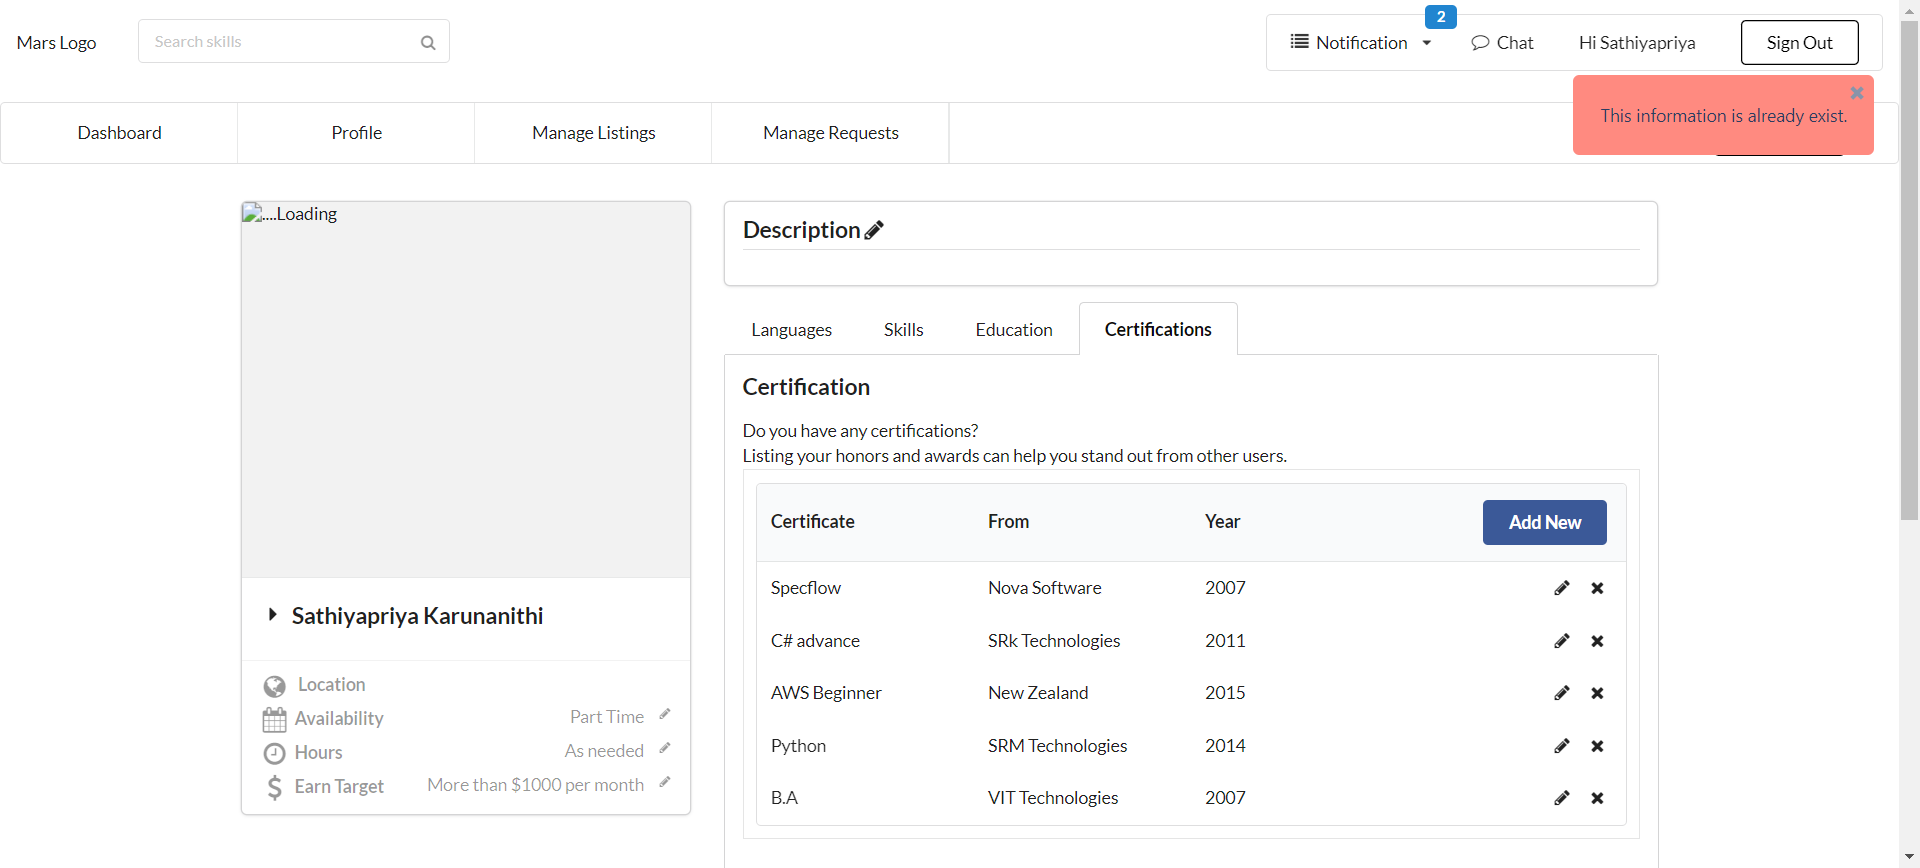 Mars Logo
Search skills
Notification
2
Chat
Hi Sathiyapriya
Sign Out
This information is already exist.
Dashboard
Profile
Manage Listings
Manage Requests
....Loading
Sathiyapriya Karunanithi
Location
Availability Part Time
Hours As needed
Earn Target More than $1000 per month
Description
Languages
Skills
Education
Certifications
Certification
Do you have any certifications?
Listing your honors and awards can help you stand out from other users.
Certificate From Year Add New
Specflow Nova Software 2007
C# advance SRk Technologies 2011
AWS Beginner New Zealand 2015
Python SRM Technologies 2014
B.A VIT Technologies 2007